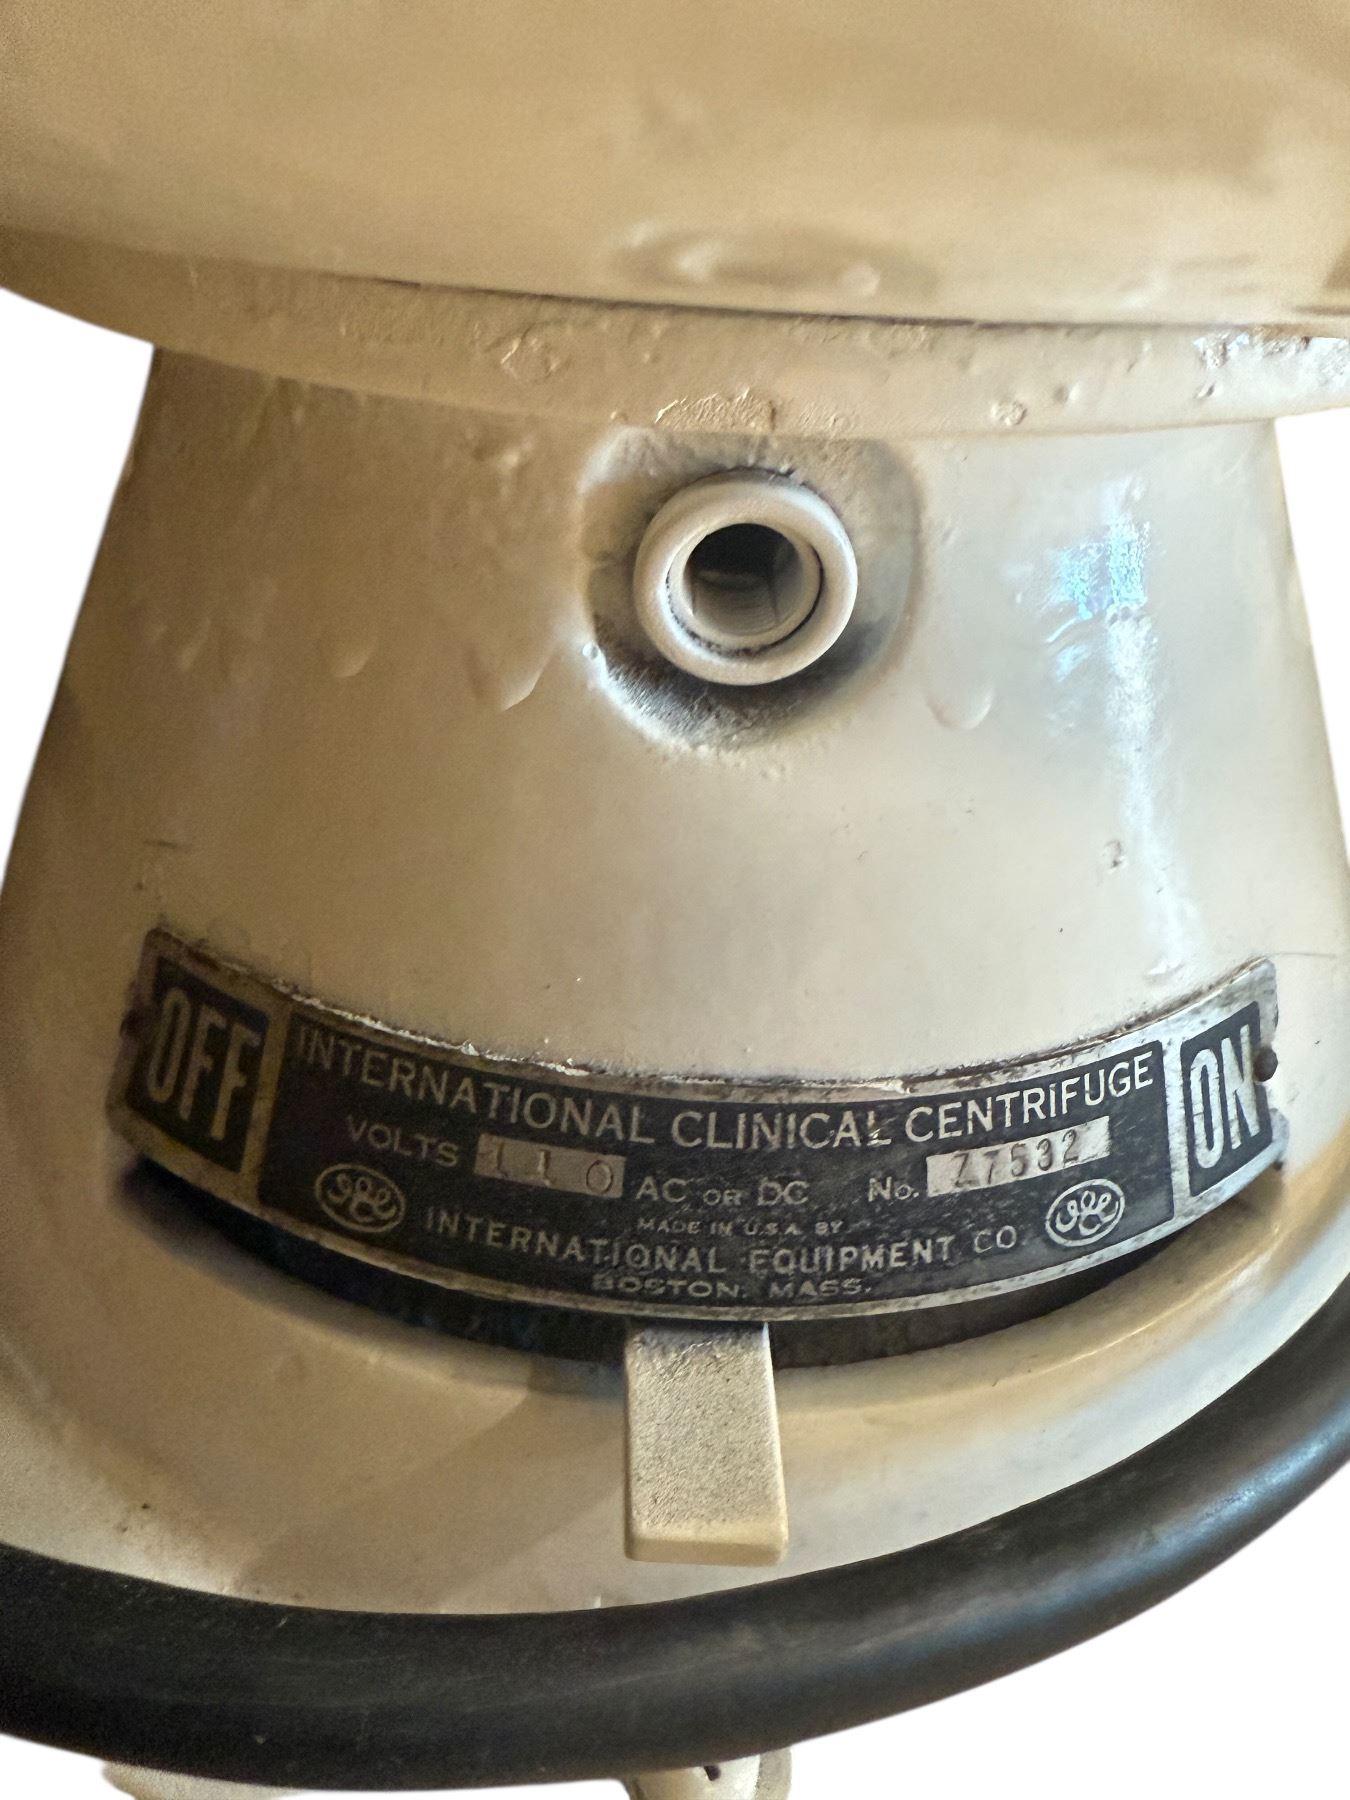 OFF
INTERNATIONAL CLINICAL CENTRIFUGE
VOLTS 110 AC OR DC No. Z7532
MADE IN U.S.A. BY
INTERNATIONAL EQUIPMENT CO.
BOSTON, MASS.
ON